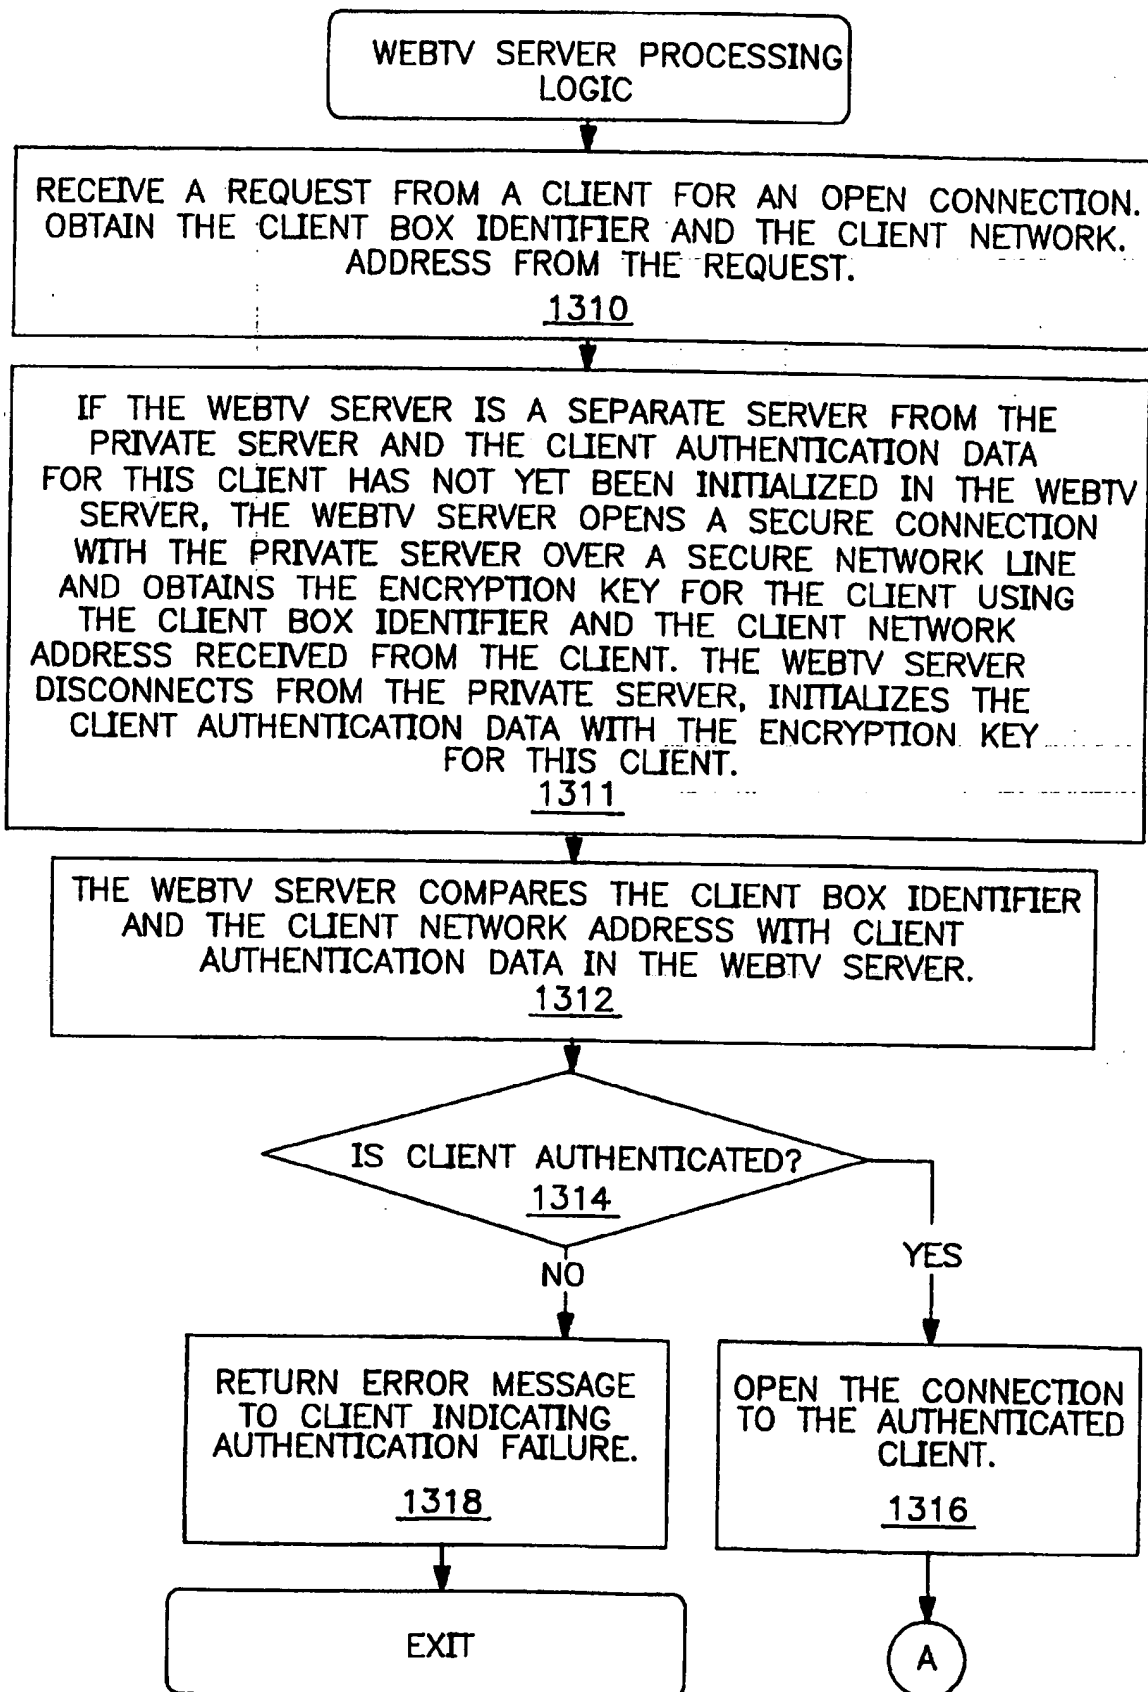 WEBTV SERVER PROCESSING
LOGIC
RECEIVE A REQUEST FROM A CLIENT FOR AN OPEN CONNECTION.
OBTAIN THE CLIENT BOX IDENTIFIER AND THE CLIENT NETWORK.
ADDRESS FROM THE REQUEST.
1310
IF THE WEBTV SERVER IS A SEPARATE SERVER FROM THE
PRIVATE SERVER AND THE CLIENT AUTHENTICATION DATA
FOR THIS CLIENT HAS NOT YET BEEN INITIALIZED IN THE WEBTV
SERVER, THE WEBTV SERVER OPENS A SECURE CONNECTION
WITH THE PRIVATE SERVER OVER A SECURE NETWORK LINE
AND OBTAINS THE ENCRYPTION KEY FOR THE CLIENT USING
THE CLIENT BOX IDENTIFIER AND THE CLIENT NETWORK
ADDRESS RECEIVED FROM THE CLIENT. THE WEBTV SERVER
DISCONNECTS FROM THE PRIVATE SERVER, INITIALIZES THE
CLIENT AUTHENTICATION DATA WITH THE ENCRYPTION KEY
FOR THIS CLIENT.
1311
THE WEBTV SERVER COMPARES THE CLIENT BOX IDENTIFIER
AND THE CLIENT NETWORK ADDRESS WITH CLIENT
AUTHENTICATION DATA IN THE WEBTV SERVER.
1312
IS CLIENT AUTHENTICATED?
1314
NO
YES
RETURN ERROR MESSAGE
TO CLIENT INDICATING
AUTHENTICATION FAILURE.
1318
OPEN THE CONNECTION
TO THE AUTHENTICATED
CLIENT.
1316
EXIT
A